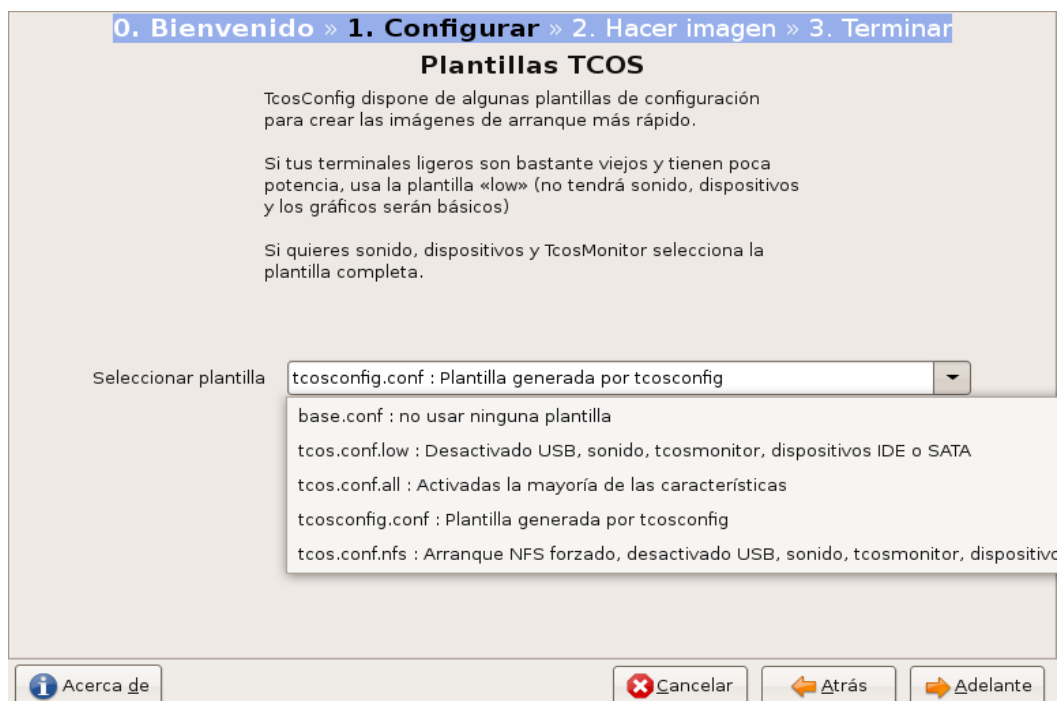 0. Bienvenido » 1. Configurar » 2. Hacer imagen » 3. Terminar
Plantillas TCOS
TcosConfig dispone de algunas plantillas de configuración
para crear las imágenes de arranque más rápido.
Si tus terminales ligeros son bastante viejos y tienen poca
potencia, usa la plantilla «low» (no tendrá sonido, dispositivos
y los gráficos serán básicos)
Si quieres sonido, dispositivos y TcosMonitor selecciona la
plantilla completa.
Seleccionar plantilla
tcosconfig.conf : Plantilla generada por tcosconfig
base.conf : no usar ninguna plantilla
tcos.conf.low : Desactivado USB, sonido, tcosmonitor, dispositivos IDE o SATA
tcos.conf.all : Activadas la mayoría de las características
tcosconfig.conf : Plantilla generada por tcosconfig
tcos.conf.nfs : Arranque NFS forzado, desactivado USB, sonido, tcosmonitor, dispositivo
Acerca de
Cancelar
Atrás
Adelante